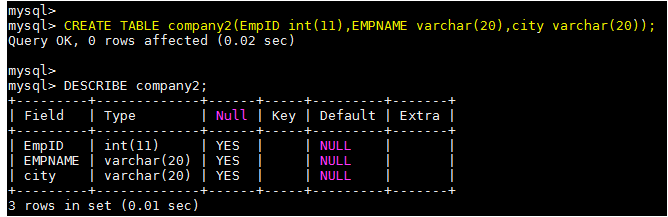 mysql>
mysql> CREATE TABLE company2(EmpID int(11),EMPNAME varchar(20),city varchar(20));
Query OK, 0 rows affected (0.02 sec)
mysql>
mysql> DESCRIBE company2;
+---------+-------------+------+-----+---------+-------+
| Field   | Type        | Null | Key | Default | Extra |
+---------+-------------+------+-----+---------+-------+
| EmpID   | int(11)     | YES  |     | NULL    |       |
| EMPNAME | varchar(20) | YES  |     | NULL    |       |
| city    | varchar(20) | YES  |     | NULL    |       |
+---------+-------------+------+-----+---------+-------+
3 rows in set (0.01 sec)